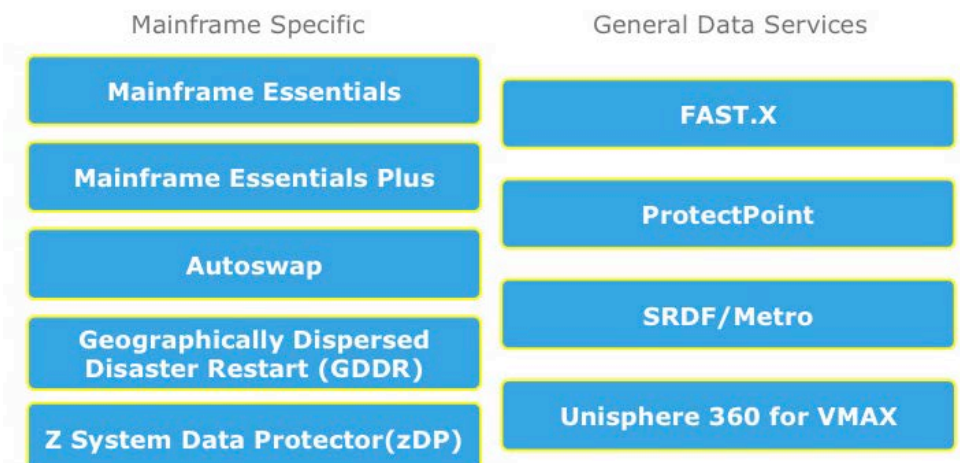 Mainframe Specific
Mainframe Essentials
Mainframe Essentials Plus
Autoswap
Geographically Dispersed
Disaster Restart (GDDR)
Z System Data Protector(zDP)
General Data Services
FAST.X
ProtectPoint
SRDF/Metro
Unisphere 360 for VMAX